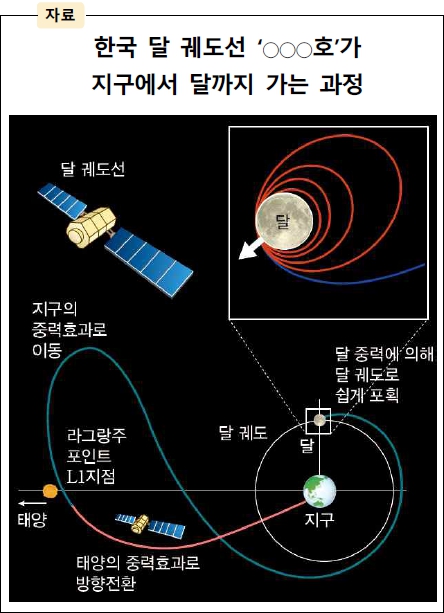 자료
한국 달 궤도선 ‘○○○호’가
지구에서 달까지 가는 과정
달 궤도선
달
지구의
중력효과로
이동
달 중력에 의해
달 궤도로
쉽게 포획
라그랑주
포인트
L1지점
달 궤도
달
태양
지구
태양의 중력효과로
방향전환